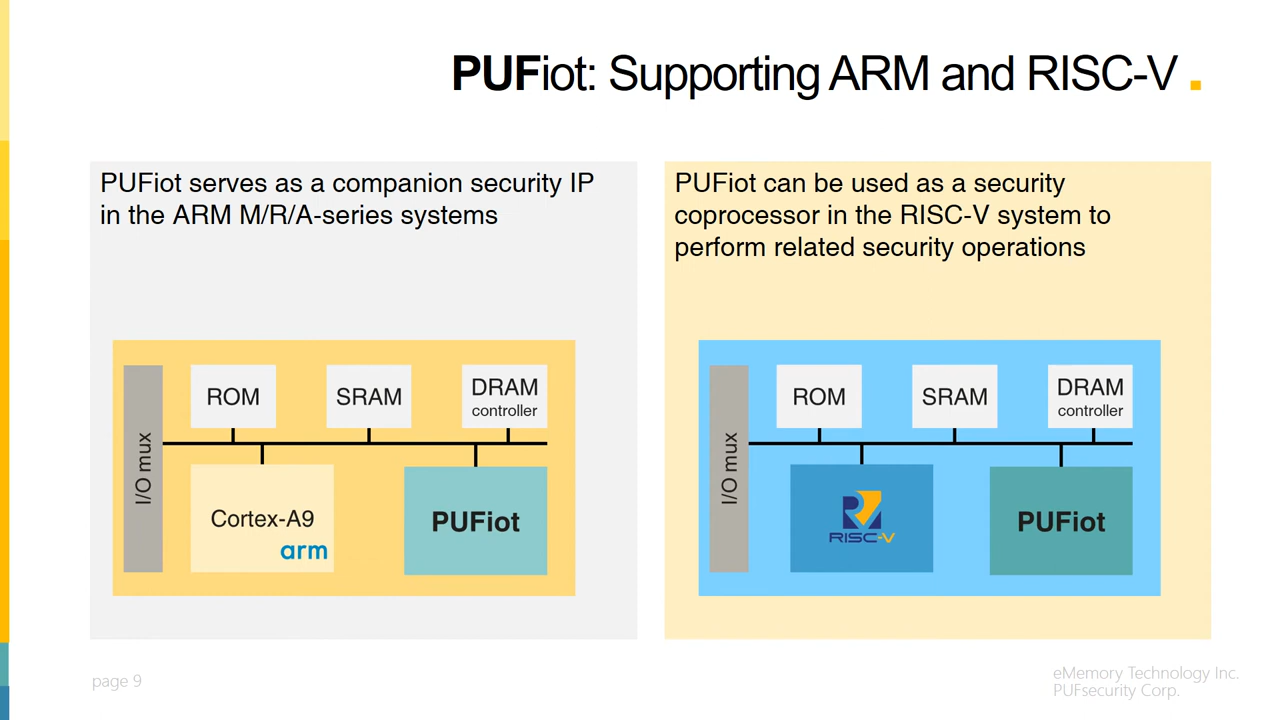 PUFiot: Supporting ARM and RISC-V .
PUFiot serves as a companion security IP
in the ARM M/R/A-series systems
I/O mux
ROM
SRAM
DRAM
controller
Cortex-A9
arm
PUFiot
PUFiot can be used as a security
coprocessor in the RISC-V system to
perform related security operations
I/O mux
ROM
SRAM
DRAM
controller
RISC-V
PUFiot
page 9
eMemory Technology Inc.
PUFsecurity Corp.